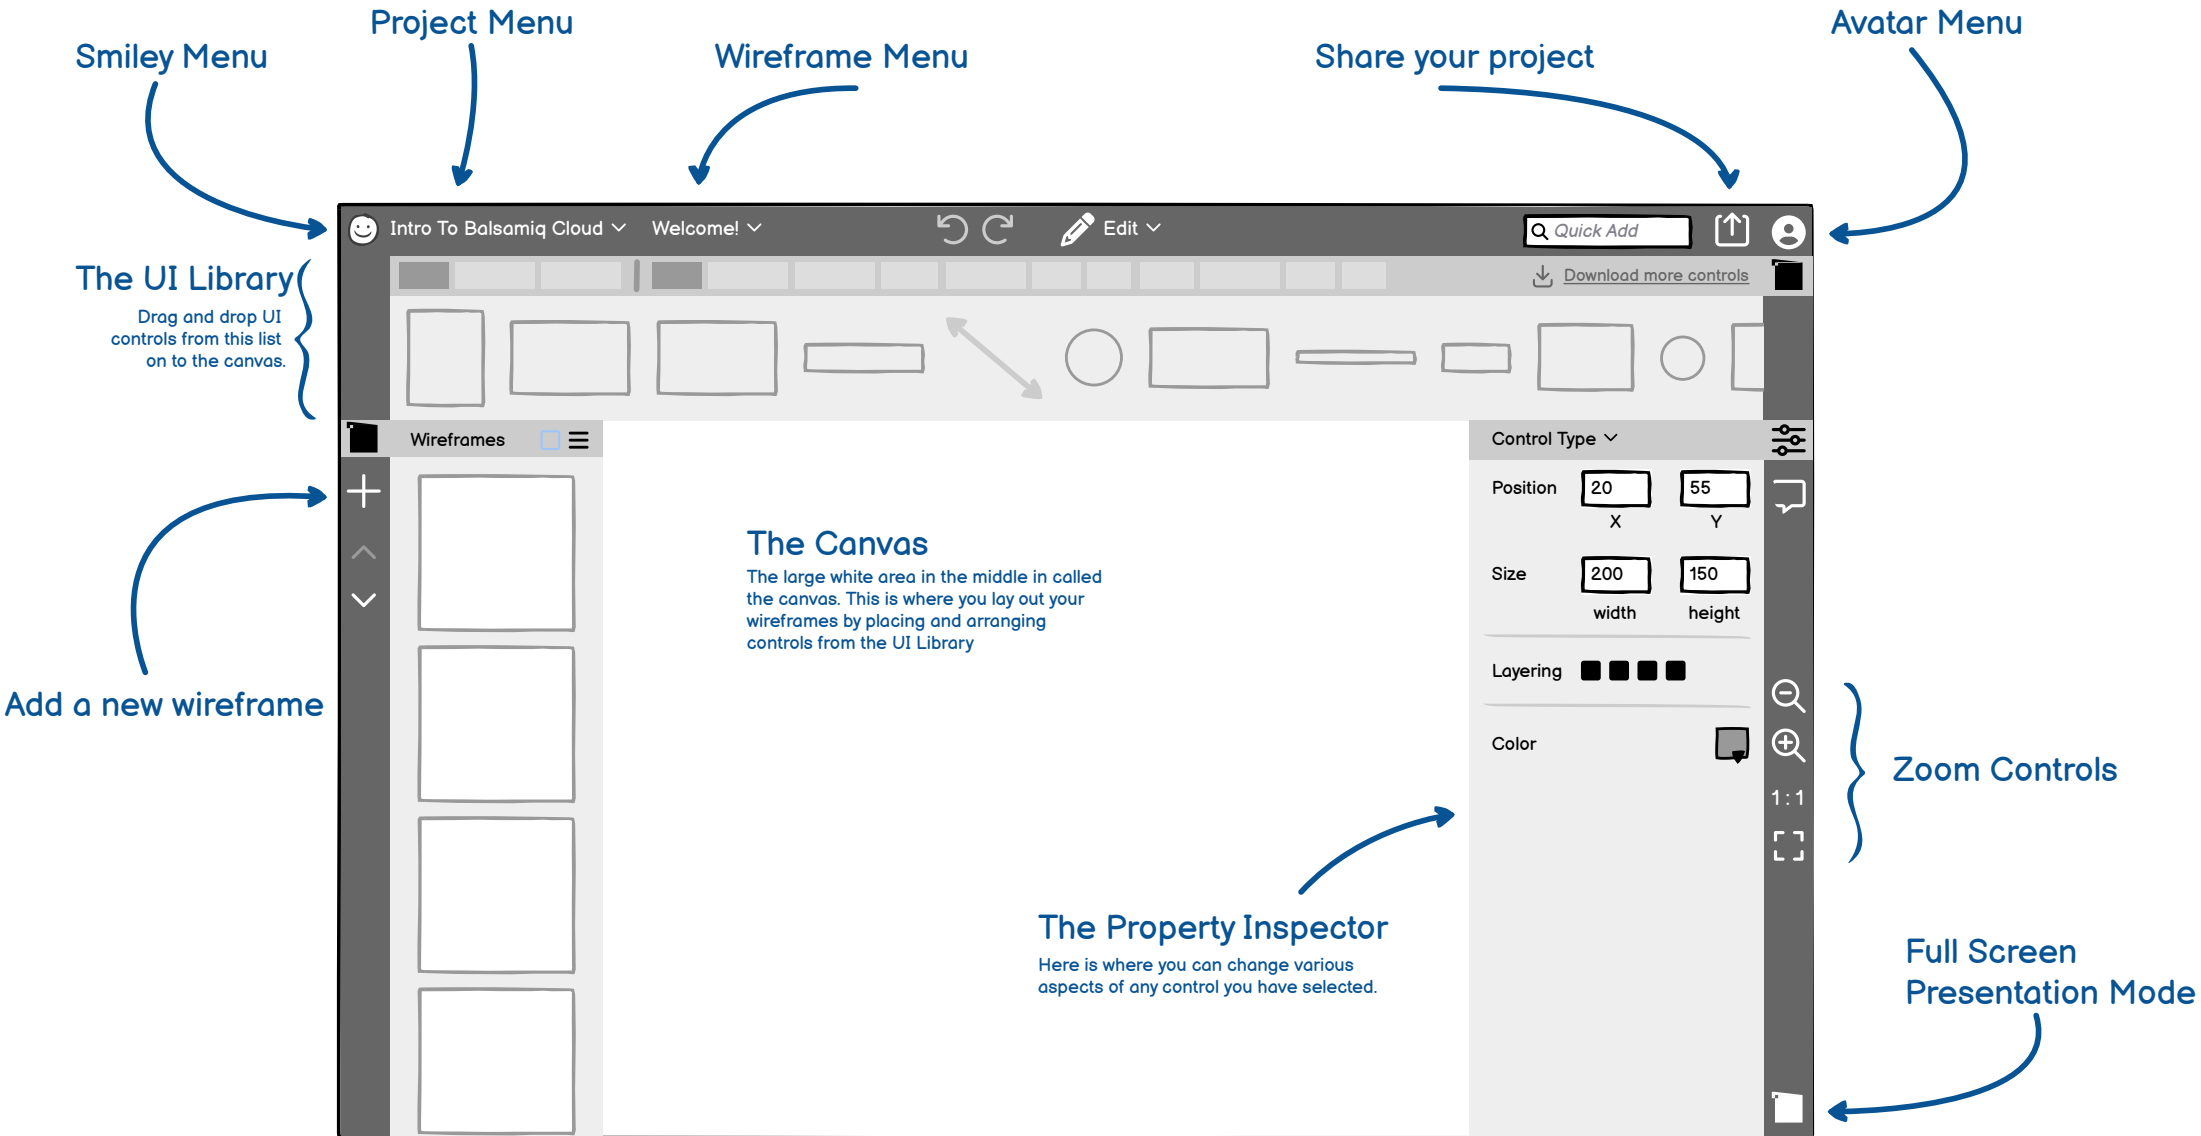 Project Menu
Avatar Menu
Smiley Menu
Wireframe Menu
Share your project
Intro To Balsamiq Cloud
Welcome!
Edit
Quick Add
The UI Library
Drag and drop UI
controls from this list
on to the canvas.
Download more controls
Wireframes
Control Type
Position
20
55
X
Y
Size
200
150
width
height
Layering
Color
The Canvas
The large white area in the middle in called
the canvas. This is where you lay out your
wireframes by placing and arranging
controls from the UI Library
Add a new wireframe
Zoom Controls
1 : 1
The Property Inspector
Here is where you can change various
aspects of any control you have selected.
Full Screen
Presentation Mode